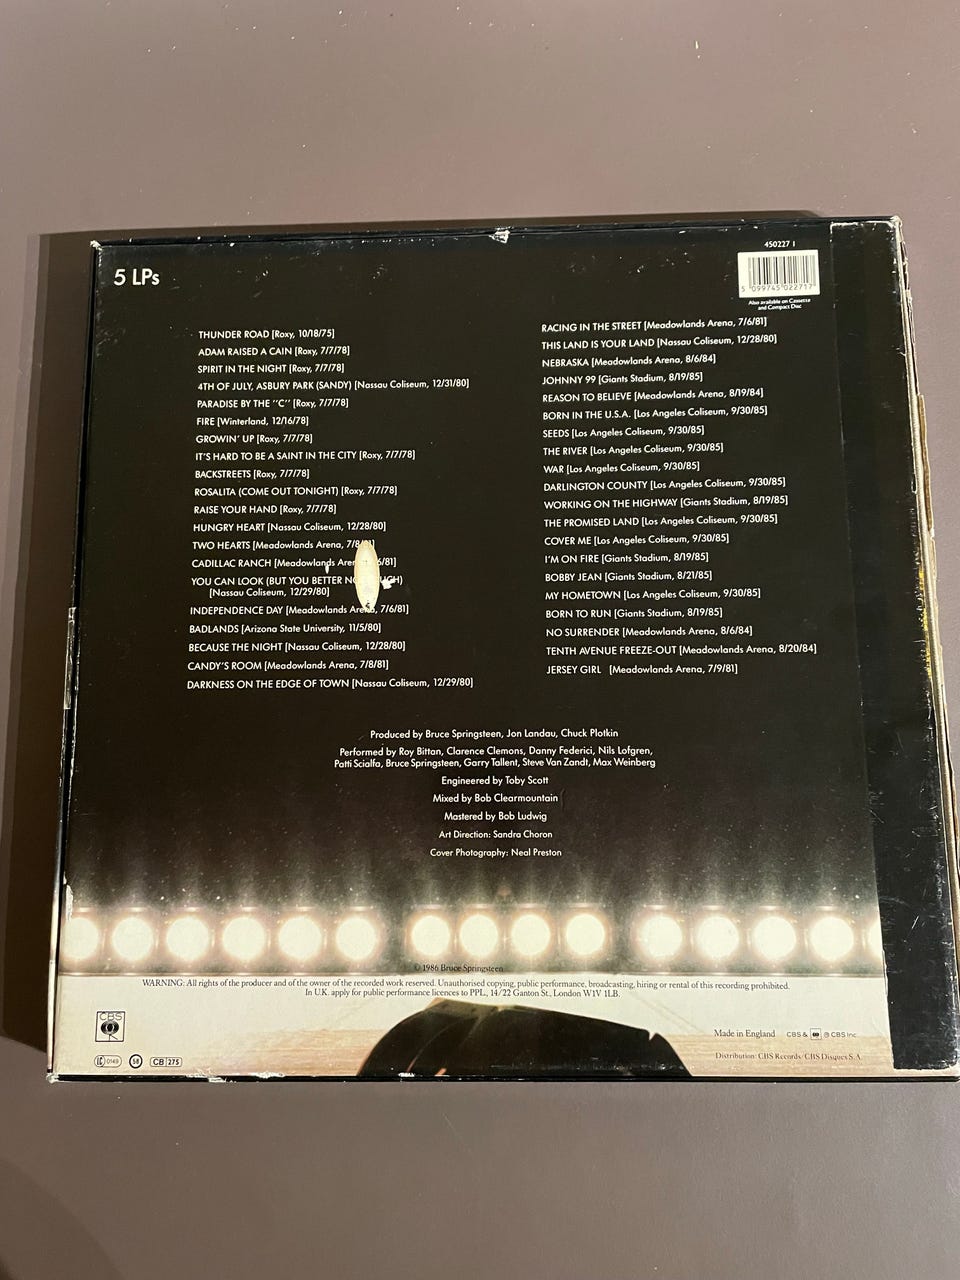 5 LPs
450227 1
5 099745 022717
Also available on Cassette
and Compact Disc
THUNDER ROAD [Roxy, 10/18/75]
ADAM RAISED A CAIN [Roxy, 7/7/78]
SPIRIT IN THE NIGHT [Roxy, 7/7/78]
4TH OF JULY, ASBURY PARK (SANDY) [Nassau Coliseum, 12/31/80]
PARADISE BY THE "C" [Roxy, 7/7/78]
FIRE [Winterland, 12/16/78]
GROWIN' UP [Roxy, 7/7/78]
IT'S HARD TO BE A SAINT IN THE CITY [Roxy, 7/7/78]
BACKSTREETS [Roxy, 7/7/78]
ROSALITA (COME OUT TONIGHT) [Roxy, 7/7/78]
RAISE YOUR HAND [Roxy, 7/7/78]
HUNGRY HEART [Nassau Coliseum, 12/28/80]
TWO HEARTS [Meadowlands Arena, 7/8/81]
CADILLAC RANCH [Meadowlands 6/81]
YOU CAN LOOK (BUT YOU BETTER
[Nassau Coliseum, 12/29/80]
INDEPENDENCE DAY [Meadowlands Arena, 7/6/81]
BADLANDS [Arizona State University, 11/5/80]
BECAUSE THE NIGHT [Nassau Coliseum, 12/28/80]
CANDY'S ROOM [Meadowlands Arena, 7/8/81]
DARKNESS ON THE EDGE OF TOWN [Nassau Coliseum, 12/29/80]
RACING IN THE STREET [Meadowlands Arena, 7/6/81]
THIS LAND IS YOUR LAND [Nassau Coliseum, 12/28/80]
NEBRASKA [Meadowlands Arena, 8/6/84]
JOHNNY 99 [Giants Stadium, 8/19/85]
REASON TO BELIEVE [Meadowlands Arena, 8/19/84]
BORN IN THE U.S.A. [Los Angeles Coliseum, 9/30/85]
SEEDS [Los Angeles Coliseum, 9/30/85]
THE RIVER [Los Angeles Coliseum, 9/30/85]
WAR [Los Angeles Coliseum, 9/30/85]
DARLINGTON COUNTY [Los Angeles Coliseum, 9/30/85]
WORKING ON THE HIGHWAY [Giants Stadium, 8/19/85]
THE PROMISED LAND [Los Angeles Coliseum, 9/30/85]
COVER ME [Los Angeles Coliseum, 9/30/85]
I'M ON FIRE [Giants Stadium, 8/19/85]
BOBBY JEAN [Giants Stadium, 8/21/85]
MY HOMETOWN [Los Angeles Coliseum, 9/30/85]
BORN TO RUN [Giants Stadium, 8/19/85]
NO SURRENDER [Meadowlands Arena, 8/6/84]
TENTH AVENUE FREEZE-OUT [Meadowlands Arena, 8/20/84]
JERSEY GIRL [Meadowlands Arena, 7/9/81]
Produced by Bruce Springsteen, Jon Landau, Chuck Plotkin
Performed by Roy Bittan, Clarence Clemons, Danny Federici, Nils Lofgren,
Patti Scialfa, Bruce Springsteen, Garry Tallent, Steve Van Zandt, Max Weinberg
Engineered by Toby Scott
Mixed by Bob Clearmountain
Mastered by Bob Ludwig
Art Direction: Sandra Choron
Cover Photography: Neal Preston
© 1986 Bruce Springsteen
WARNING: All rights of the producer and of the owner of the recorded work reserved. Unauthorised copying, public performance, broadcasting, hiring or rental of this recording prohibited.
In U.K. apply for public performance licences to PPL, 14/22 Ganton St., London W1V 1LB.
CBS
LC 0149
58
CB 275
Made in England CBS & ® CBS Inc
Distribution: CBS Records/CBS Disques S.A.